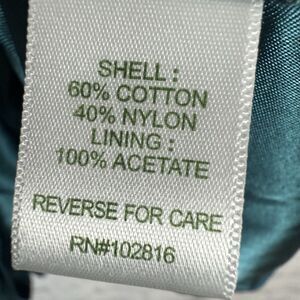 SHELL :
60% COTTON
40% NYLON
LINING :
100% ACETATE
REVERSE FOR CARE
RN#102816